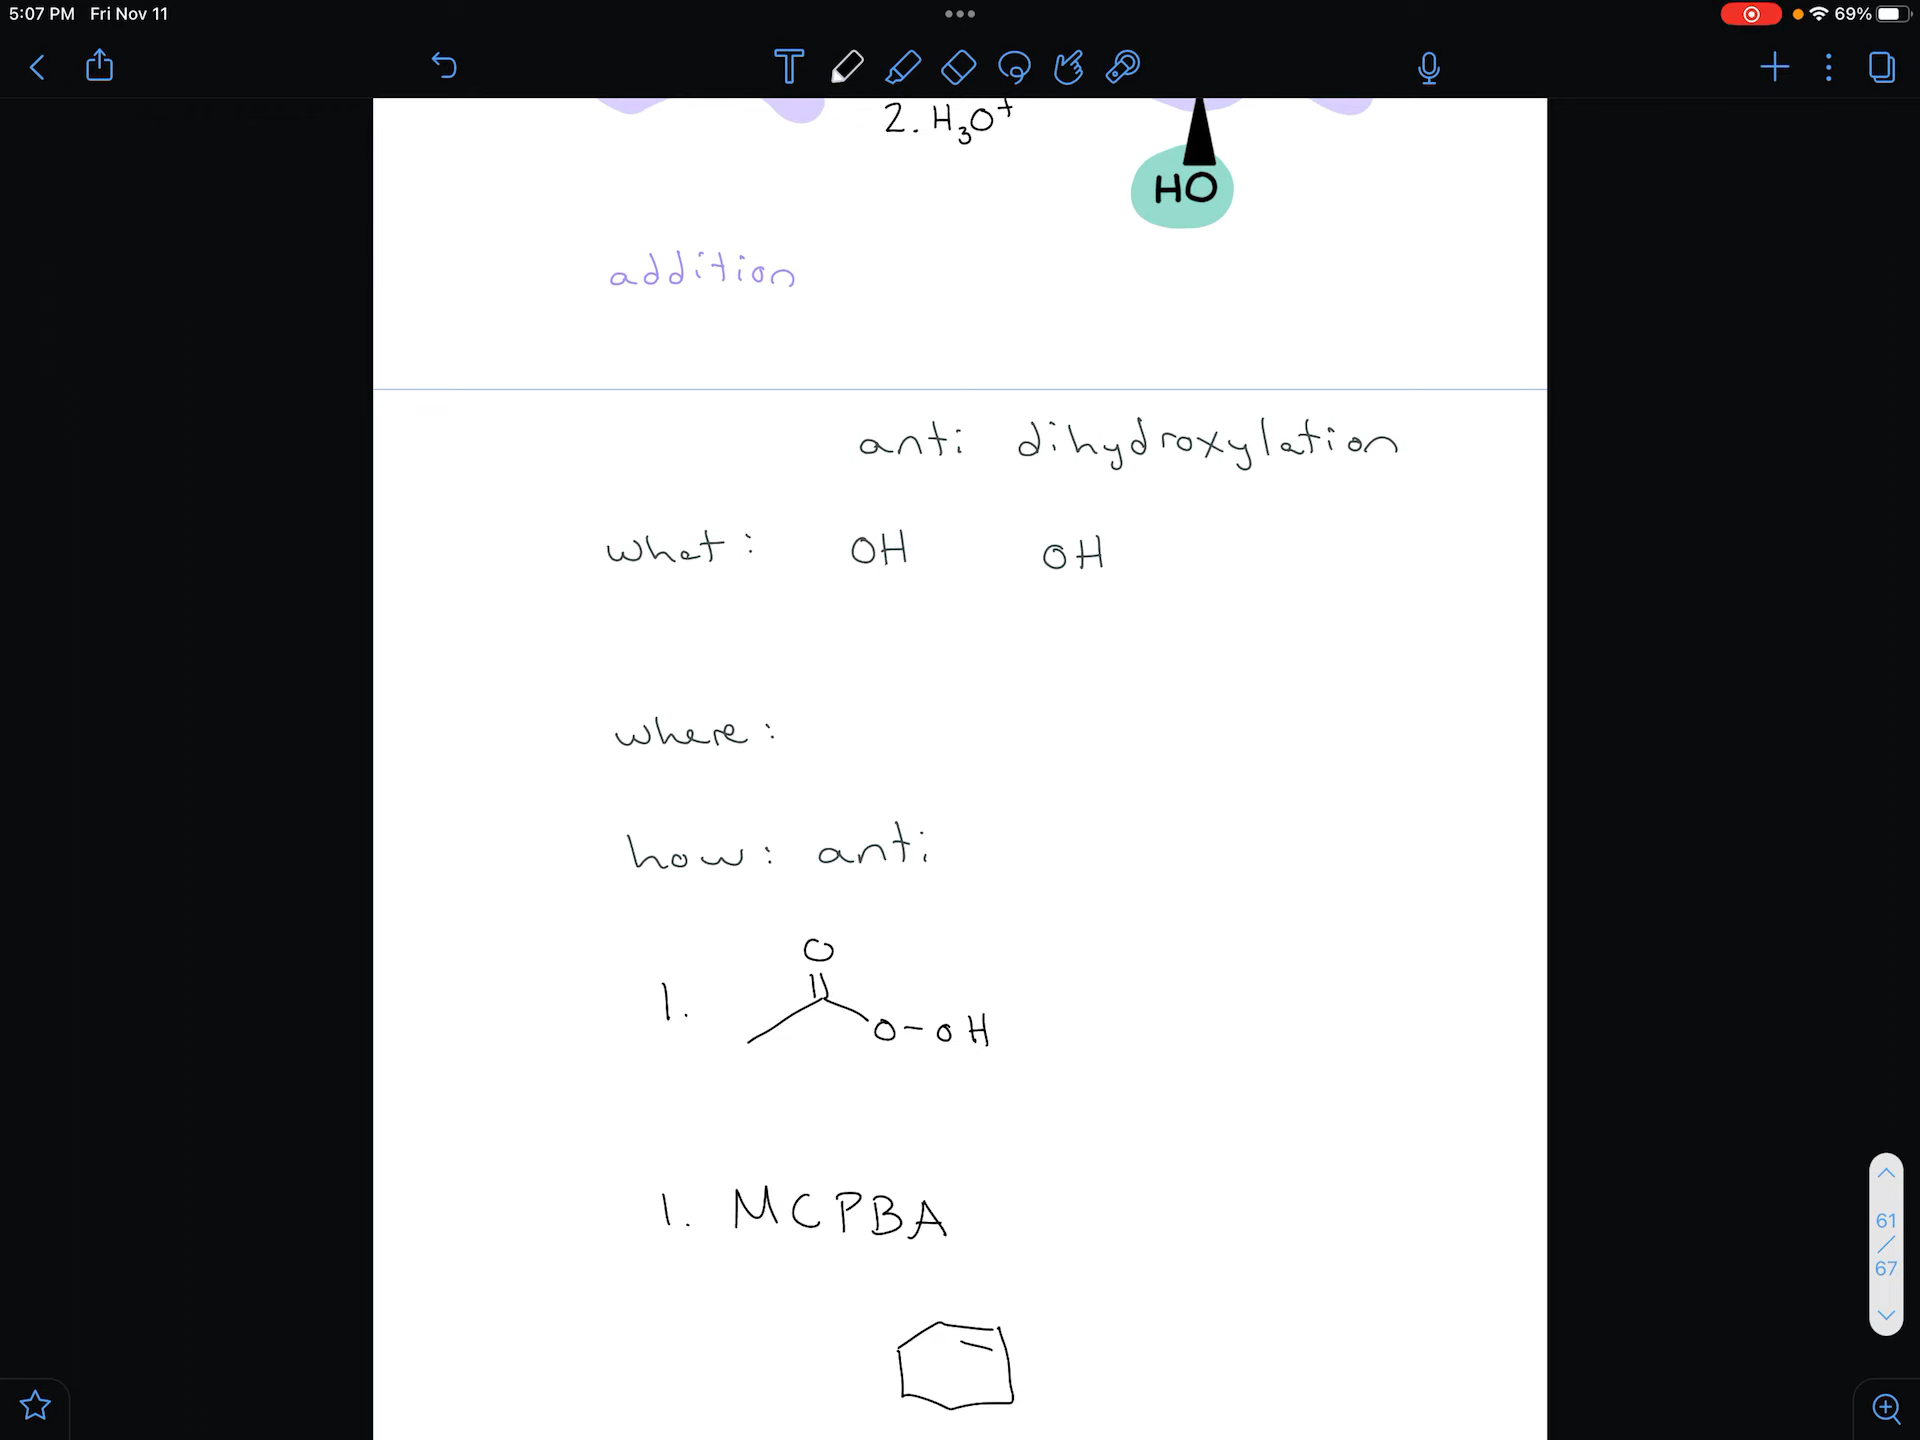 5:07 PM Fri Nov 11
69%
2. H₃O⁺
HO
addition
anti dihydroxylation
what: OH OH
where:
how: anti
O
1. O-OH
1. MCPBA
61
/
67